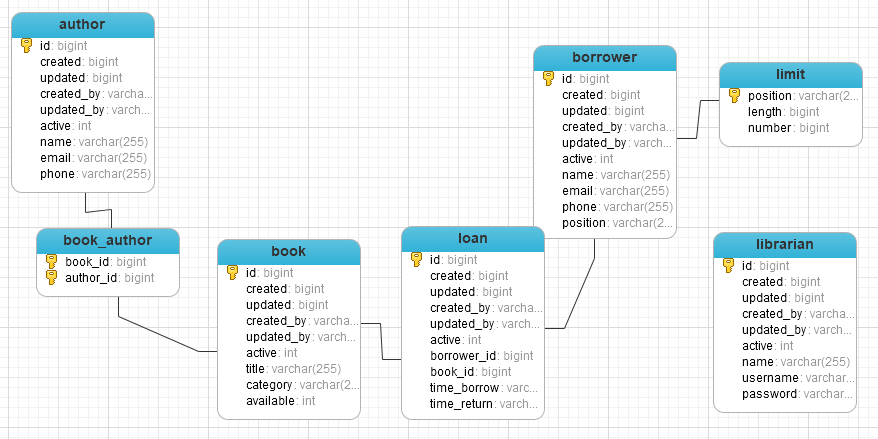 author
id: bigint
created: bigint
updated: bigint
created_by: varcha...
updated_by: varch...
active: int
name: varchar(255)
email: varchar(255)
phone: varchar(255)
book_author
book_id: bigint
author_id: bigint
book
id: bigint
created: bigint
updated: bigint
created_by: varcha...
updated_by: varch...
active: int
title: varchar(255)
category: varchar(2...
available: int
loan
id: bigint
created: bigint
updated: bigint
created_by: varcha...
updated_by: varch...
active: int
borrower_id: bigint
book_id: bigint
time_borrow: varc...
time_return: varch...
borrower
id: bigint
created: bigint
updated: bigint
created_by: varcha...
updated_by: varch...
active: int
name: varchar(255)
email: varchar(255)
phone: varchar(255)
position: varchar(2...
limit
position: varchar(2...
length: bigint
number: bigint
librarian
id: bigint
created: bigint
updated: bigint
created_by: varcha...
updated_by: varch...
active: int
name: varchar(255)
username: varchar...
password: varchar...